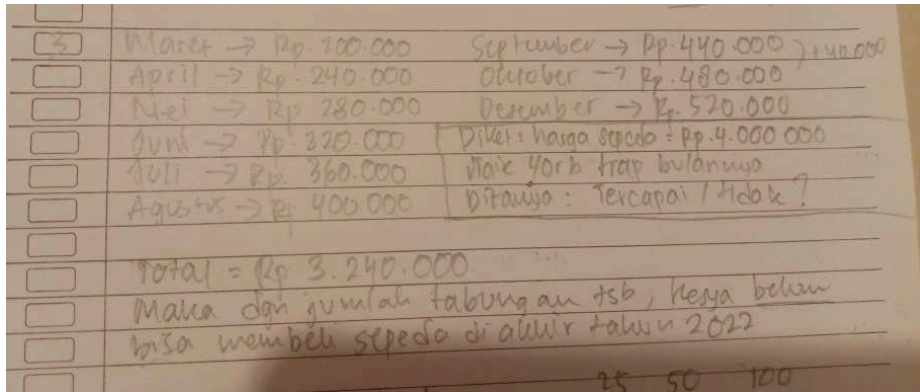 3 Maret → Rp. 200.000 September → Rp. 440.000 ) +40.000
April → Rp. 240.000 Oktober → Rp. 480.000
Mei → Rp 280.000 Desember → Rp. 520.000
Juni → Rp 320.000 Diket : harga sepeda = Rp. 4.000 000
Juli → Rp. 360.000 Naik 40rb tiap bulannya
Agustus → Rp 400.000 Ditanya : Tercapai / tidak ?
Total = Rp 3.240.000
Maka dgn jumlah tabungan tsb, Kesya belum
bisa membeli sepeda di akhir tahun 2022
25 50 100